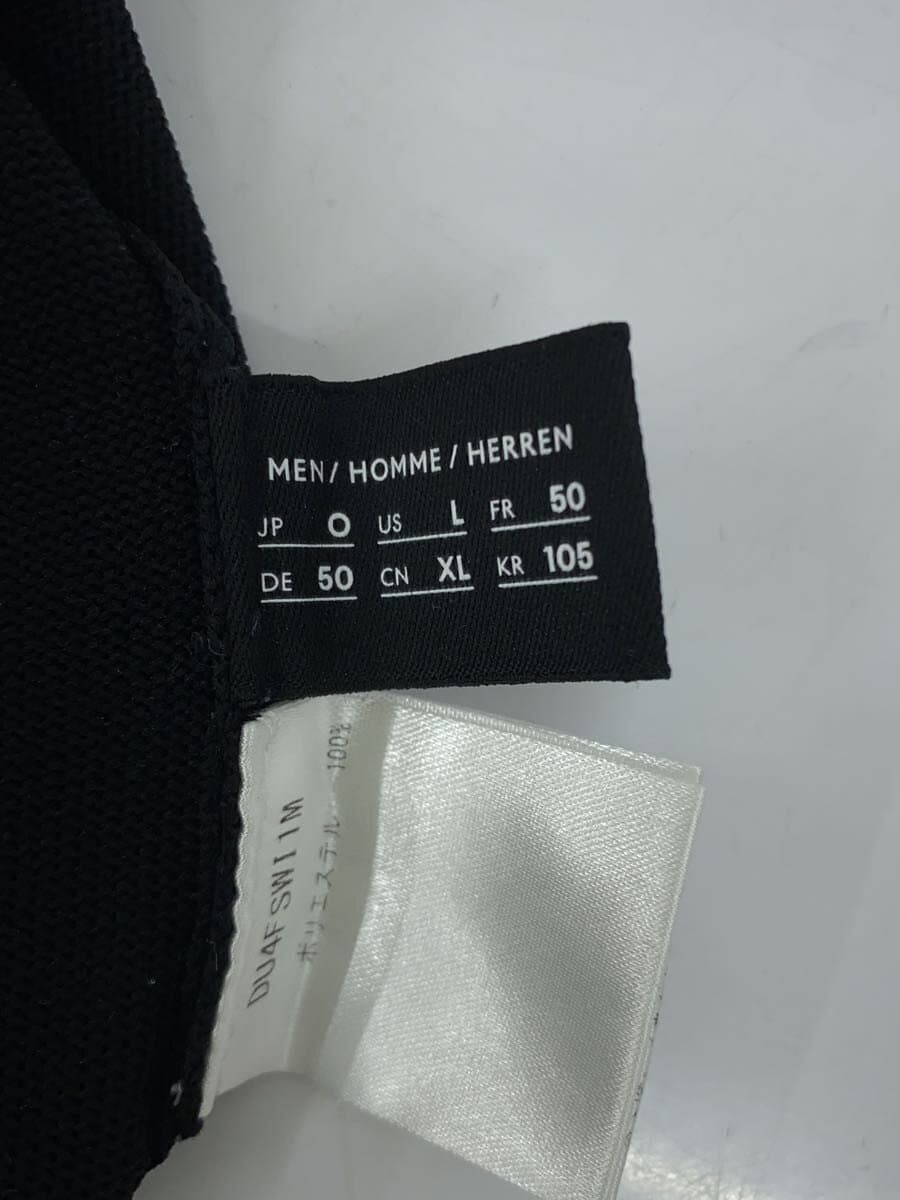 MEN/ HOMME / HERREN
JP O US L FR 50
DE 50 CN XL KR 105
DU4FSWI1M
ポリエステル 100%